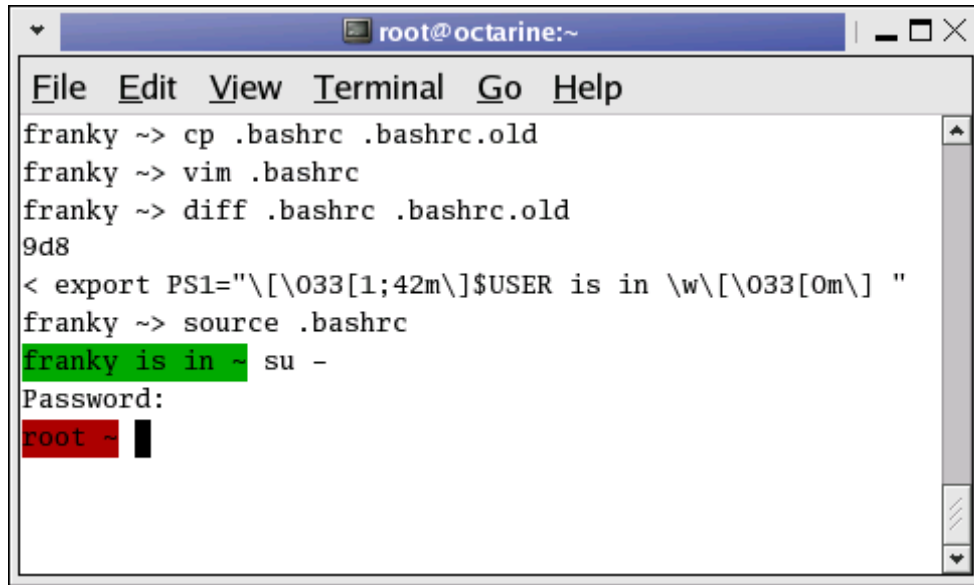 root@octarine:~
File Edit View Terminal Go Help
franky ~> cp .bashrc .bashrc.old
franky ~> vim .bashrc
franky ~> diff .bashrc .bashrc.old
9d8
< export PS1="\[\033[1;42m\]$USER is in \w\[\033[0m\] "
franky ~> source .bashrc
franky is in ~ su -
Password:
root ~